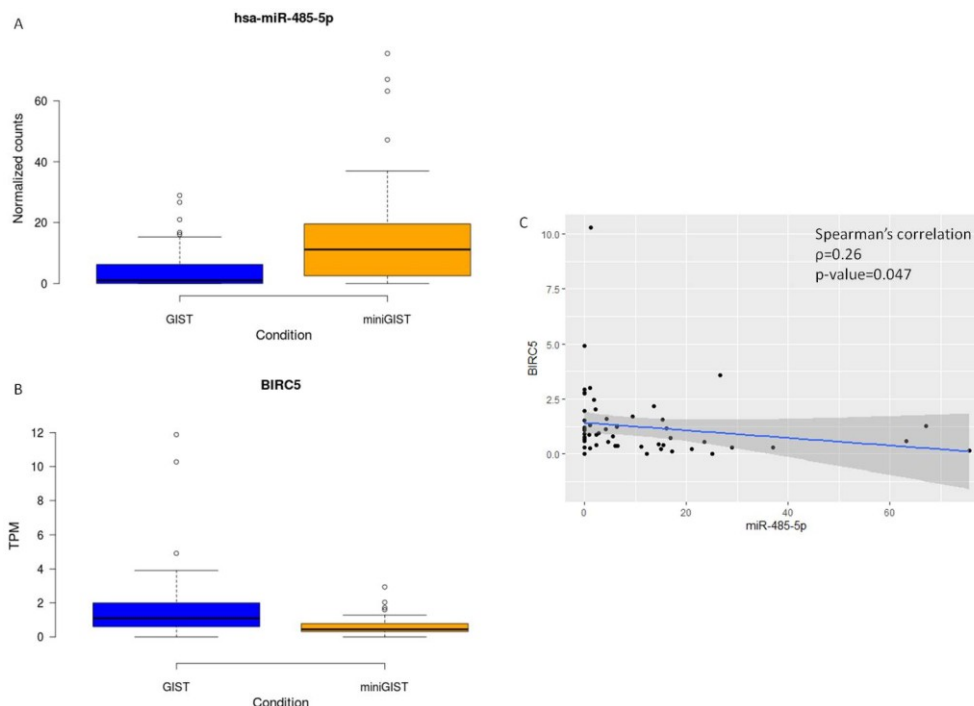 A
hsa-miR-485-5p
Normalized counts
60
40
20
0
GIST miniGIST
Condition
B
BIRC5
TPM
12
10
8
6
4
2
0
GIST miniGIST
Condition
C
Spearman's correlation
ρ=0.26
p-value=0.047
BIRC5
10.0
7.5
5.0
2.5
0.0
0 20 40 60
miR-485-5p